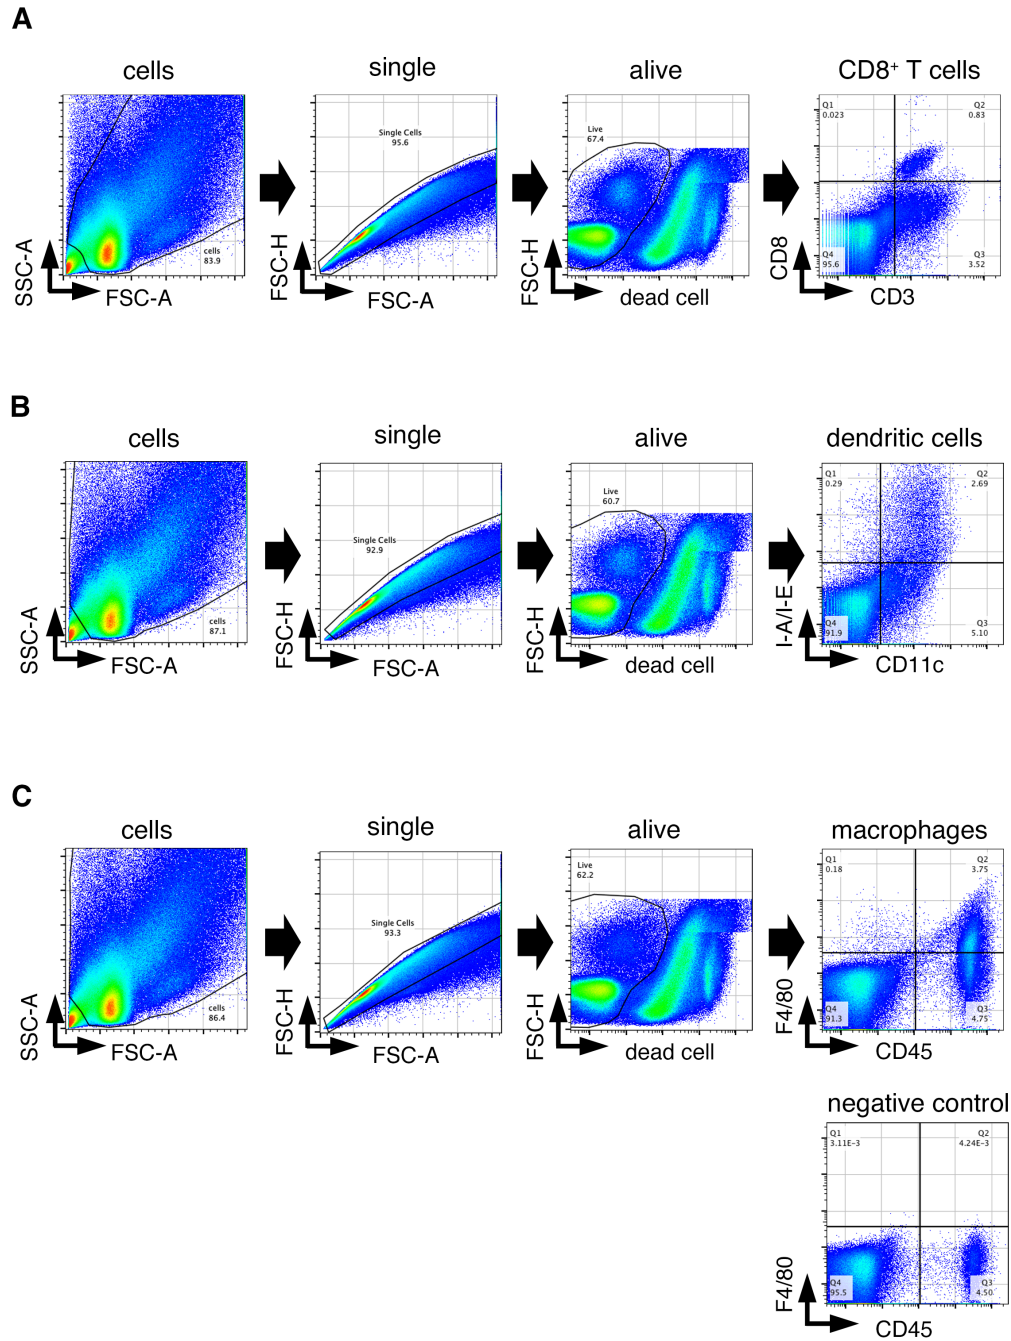 A
cells
single
alive
CD8+ T cells
Single Cells
95.6
Live
67.4
Q1
0.023
Q2
0.83
cells
83.9
Q4
95.6
Q3
3.52
SSC-A
FSC-A
FSC-H
FSC-A
FSC-H
dead cell
CD8
CD3
B
cells
single
alive
dendritic cells
Single Cells
92.9
Live
60.7
Q1
0.29
Q2
2.69
cells
87.1
Q4
91.9
Q3
5.10
SSC-A
FSC-A
FSC-H
FSC-A
FSC-H
dead cell
I-A/I-E
CD11c
C
cells
single
alive
macrophages
Single Cells
93.3
Live
62.2
Q1
0.18
Q2
3.75
cells
86.4
Q4
91.3
Q3
4.75
SSC-A
FSC-A
FSC-H
FSC-A
FSC-H
dead cell
F4/80
CD45
negative control
Q1
3.11E-3
Q2
4.24E-3
Q4
95.5
Q3
4.50
F4/80
CD45